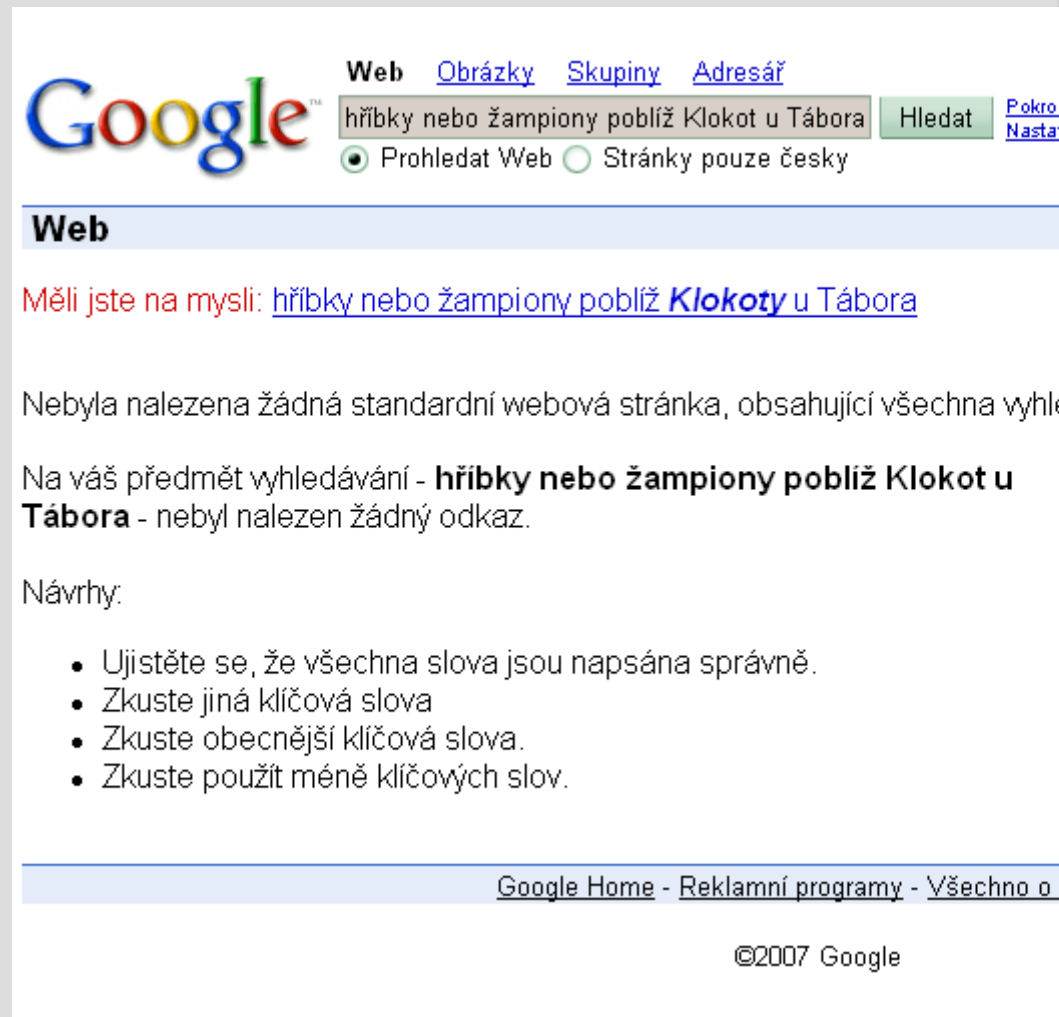 Web Obrázky Skupiny Adresář
Google™
hříbky nebo žampiony poblíž Klokot u Tábora Hledat
Prohledat Web Stránky pouze česky
Web
Měli jste na mysli: hříbky nebo žampiony poblíž Klokoty u Tábora
Nebyla nalezena žádná standardní webová stránka, obsahující všechna
Na váš předmět vyhledávání - hříbky nebo žampiony poblíž Klokot u
Tábora - nebyl nalezen žádný odkaz.
Návrhy:
• Ujistěte se, že všechna slova jsou napsána správně.
• Zkuste jiná klíčová slova
• Zkuste obecnější klíčová slova.
• Zkuste použít méně klíčových slov.
Google Home - Reklamní programy - Všechno o
©2007 Google